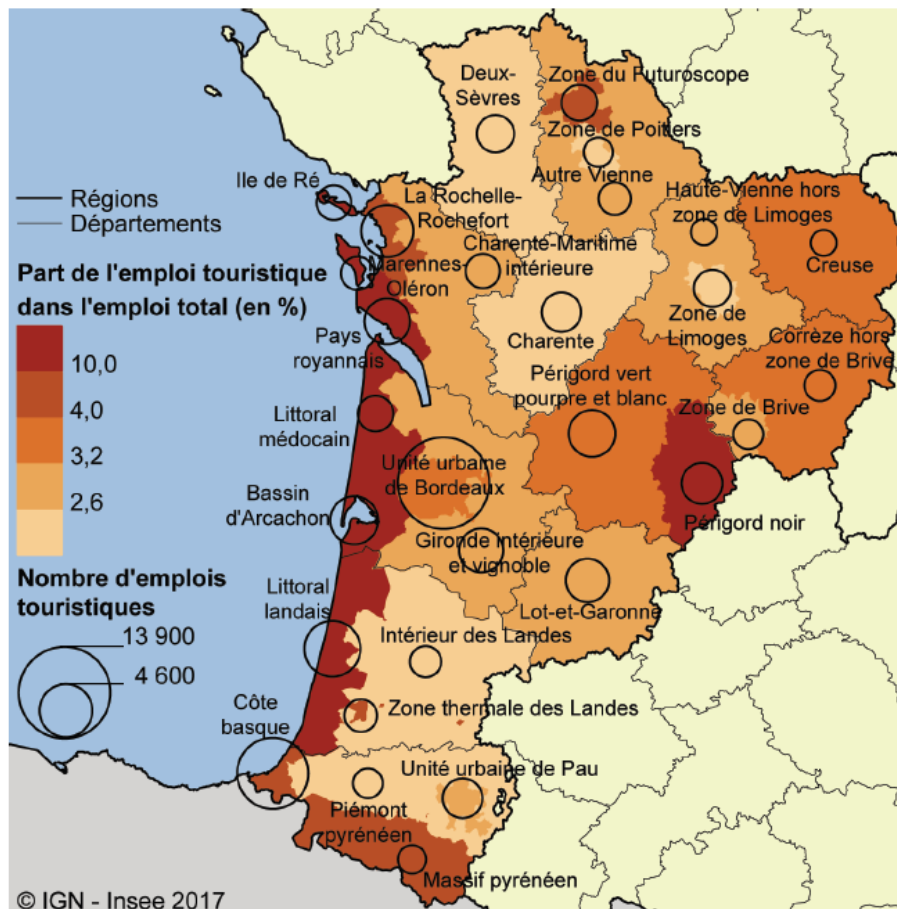 Deux-
Sèvres
Zone du Futuroscope
Zone de Poitiers
Autre Vienne
Ile de Ré
La Rochelle-
Rochefort
Haute-Vienne hors
zone de Limoges
Régions
Départements
Charente-Maritime
intérieure
Creuse
Marennes-
Oléron
Part de l'emploi touristique
dans l'emploi total (en %)
10,0
4,0
3,2
2,6
Pays
royannais
Charente
Zone de
Limoges
Corrèze hors
zone de Brive
Périgord vert
pourpre et blanc
Littoral
médocain
Zone de Brive
Unité urbaine
de Bordeaux
Bassin
d'Arcachon
Périgord noir
Gironde intérieure
et vignoble
Nombre d'emplois
touristiques
13 900
4 600
Littoral
landais
Lot-et-Garonne
Intérieur des Landes
Côte
basque
Zone thermale des Landes
Unité urbaine de Pau
Piémont
pyrénéen
Massif pyrénéen
© IGN - Insee 2017